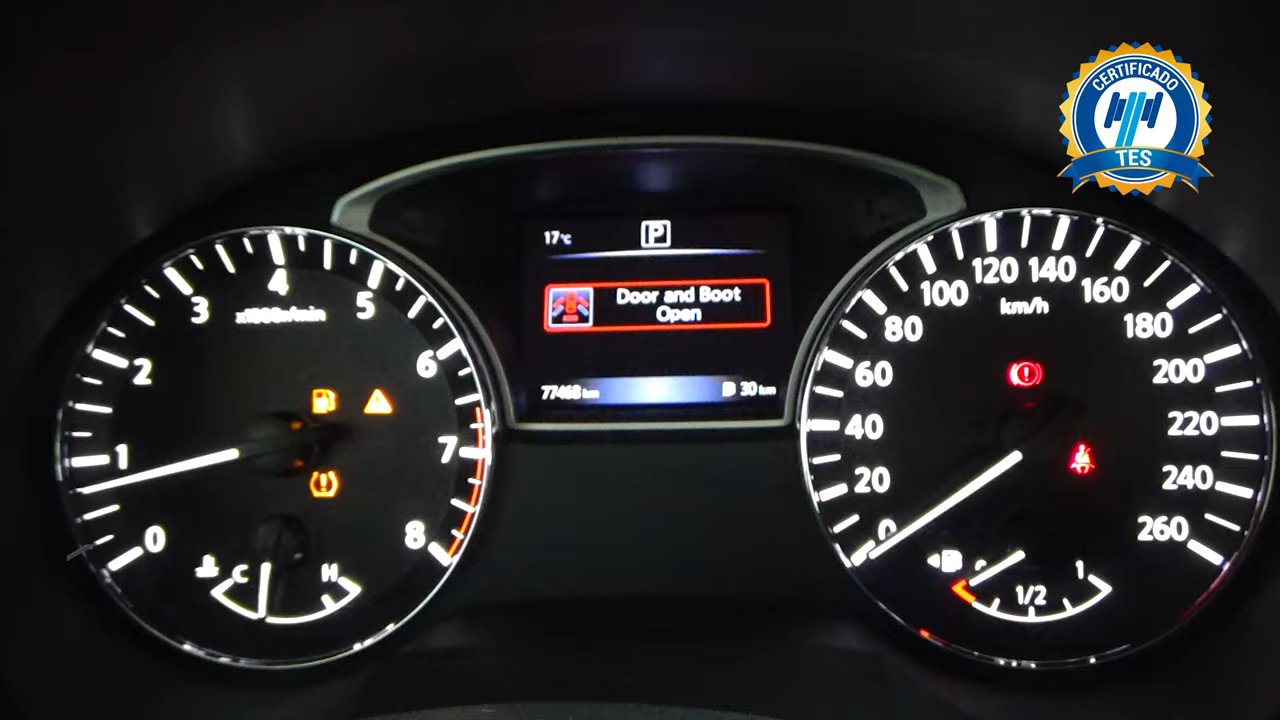 CERTIFICADO
TES
17°C
P
Door and Boot
Open
77468 km
30 km
0
1
2
3
4
5
6
7
8
x1000r/min
C
H
0
20
40
60
80
100
120
140
160
180
200
220
240
260
km/h
1/2
1